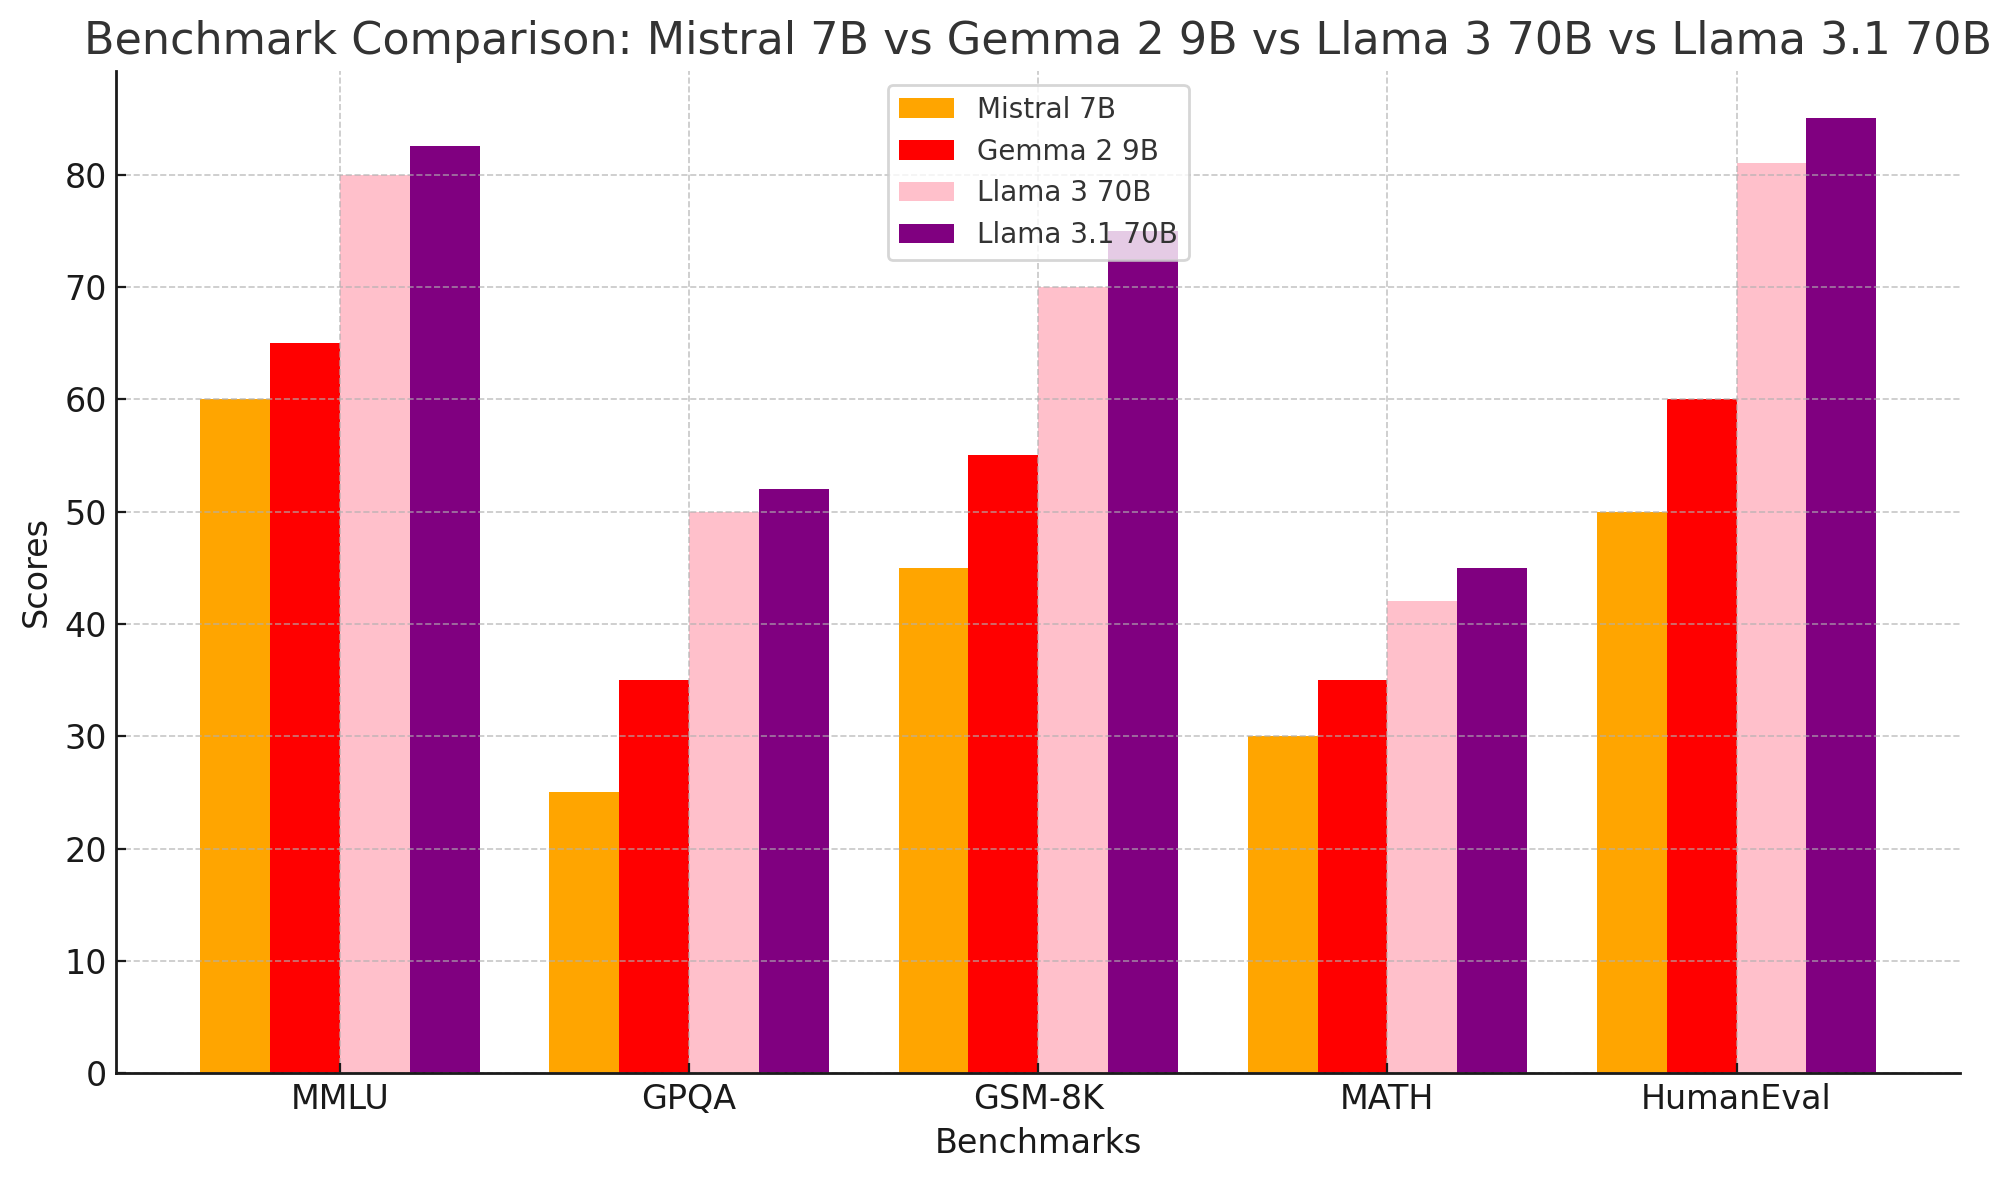 Benchmark Comparison: Mistral 7B vs Gemma 2 9B vs Llama 3 70B vs Llama 3.1 70B
Mistral 7B
Gemma 2 9B
Llama 3 70B
Llama 3.1 70B
Scores
80
70
60
50
40
30
20
10
0
MMLU GPQA GSM-8K MATH HumanEval
Benchmarks